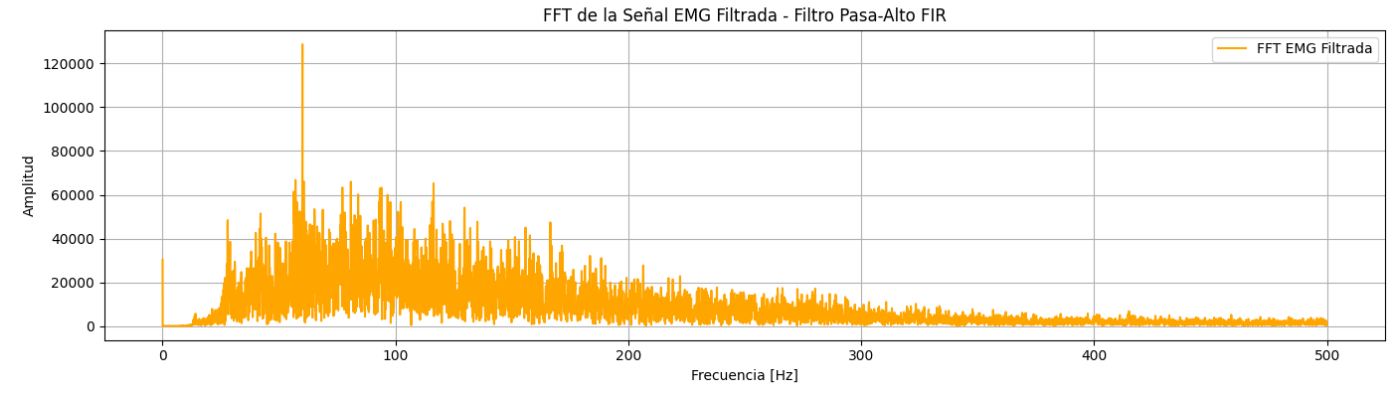 FFT de la Señal EMG Filtrada - Filtro Pasa-Alto FIR
FFT EMG Filtrada
Amplitud
120000
100000
80000
60000
40000
20000
0
0 100 200 300 400 500
Frecuencia [Hz]